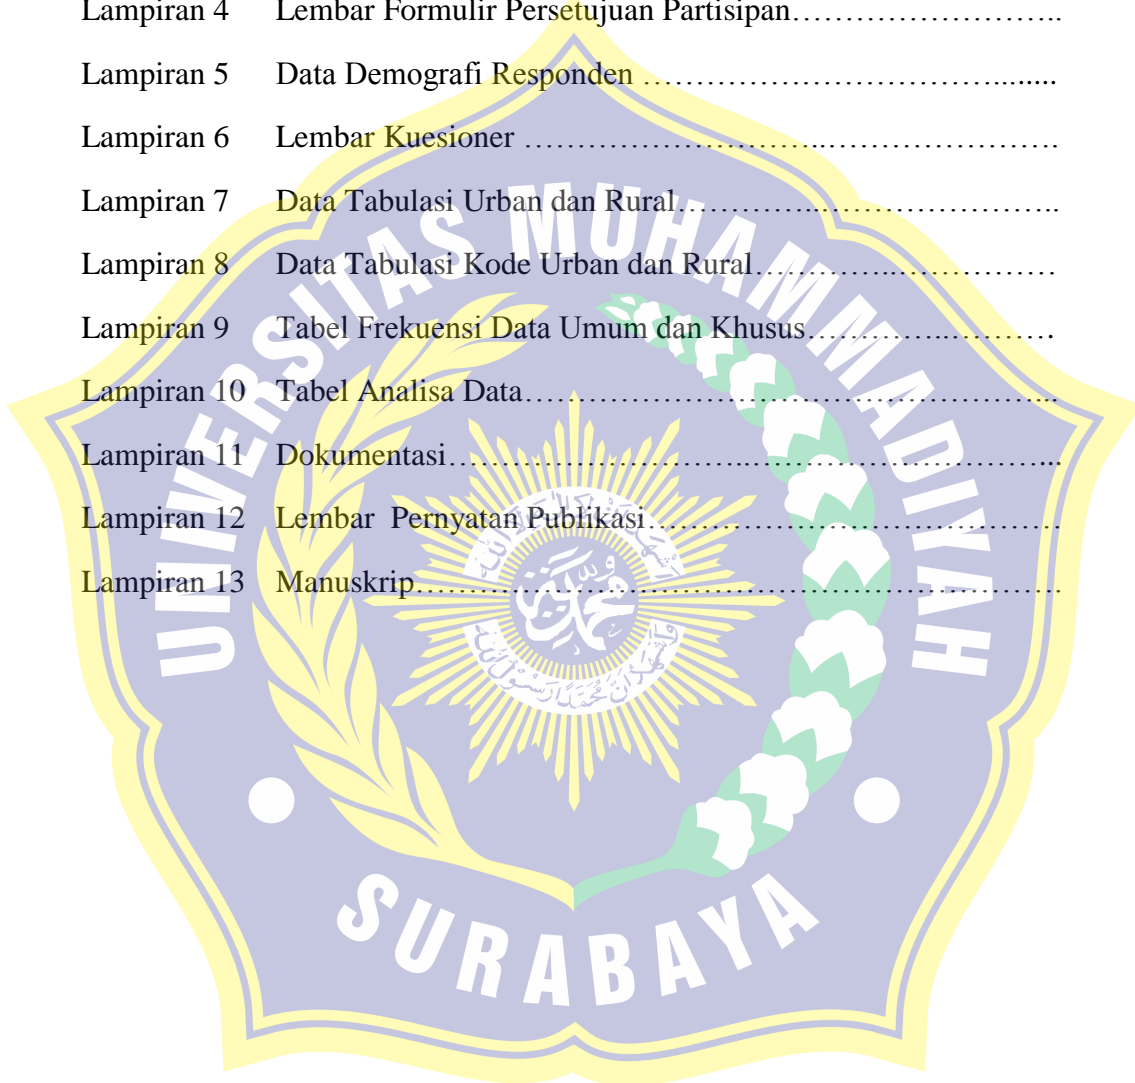 Lampiran 4 Lembar Formulir Persetujuan Partisipan……………………..
Lampiran 5 Data Demografi Responden ……………………………….......
Lampiran 6 Lembar Kuesioner ……………………….…………………….
Lampiran 7 Data Tabulasi Urban dan Rural…………..……………………..
Lampiran 8 Data Tabulasi Kode Urban dan Rural…………..………………
Lampiran 9 Tabel Frekuensi Data Umum dan Khusus…………..……….
Lampiran 10 Tabel Analisa Data……………………………………………...
Lampiran 11 Dokumentasi………………………..…………………………...
Lampiran 12 Lembar Pernyatan Publikasi…………………………………….
Lampiran 13 Manuskrip……………………………..……………………….
UNIVERSITAS MUHAMMADIYAH
SURABAYA